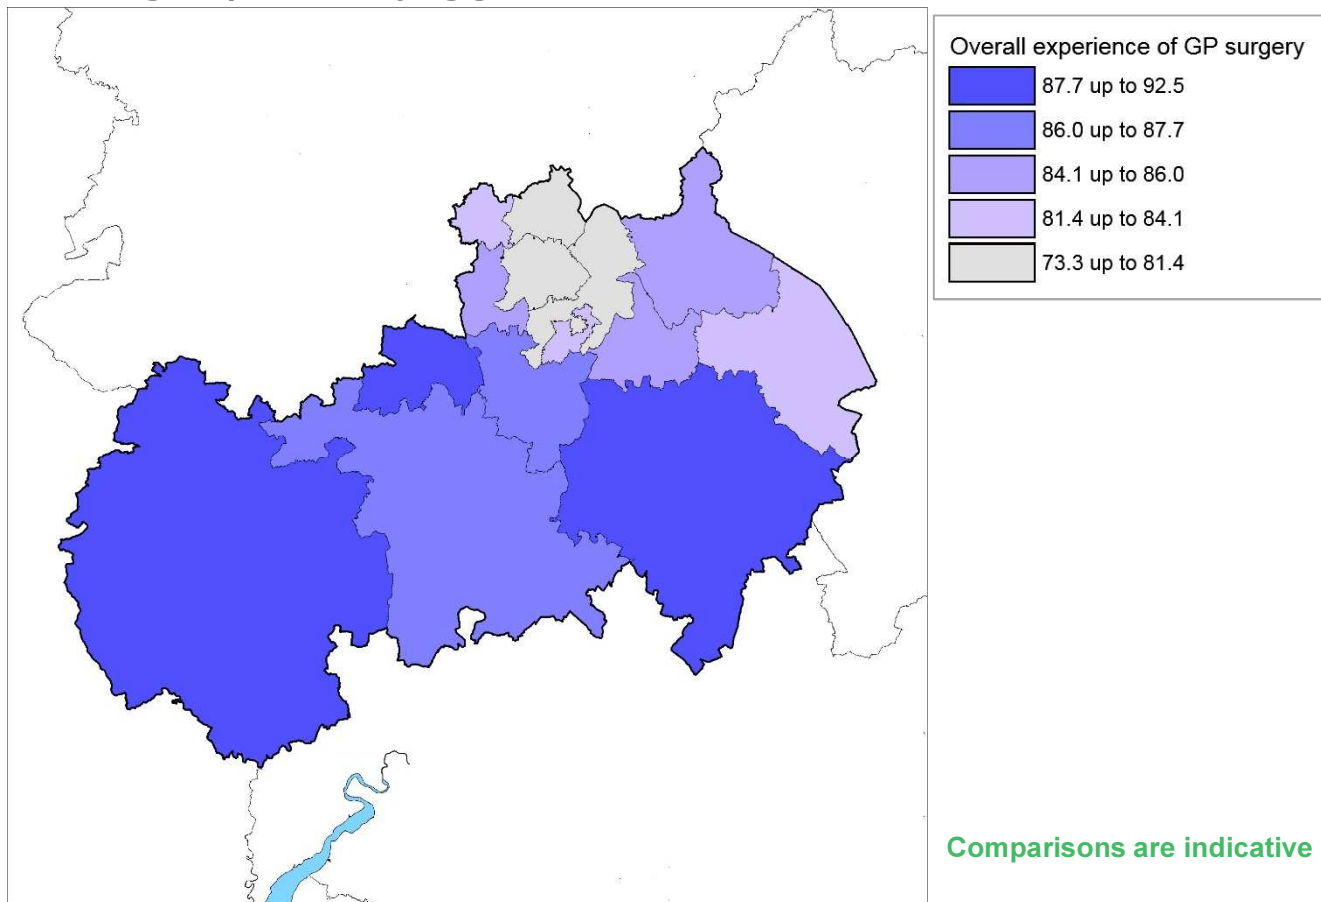 Overall experience of GP surgery
87.7 up to 92.5
86.0 up to 87.7
84.1 up to 86.0
81.4 up to 84.1
73.3 up to 81.4
Comparisons are indicative